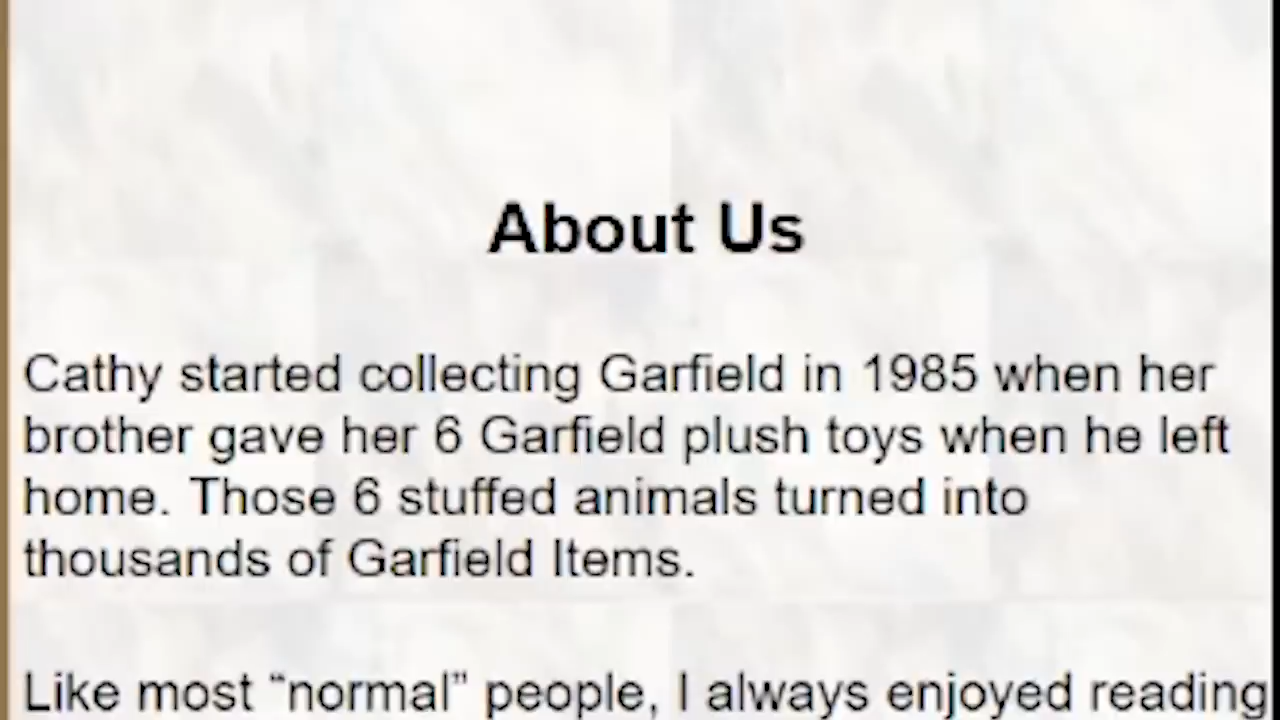 About Us
Cathy started collecting Garfield in 1985 when her
brother gave her 6 Garfield plush toys when he left
home. Those 6 stuffed animals turned into
thousands of Garfield Items.
Like most “normal” people, I always enjoyed reading